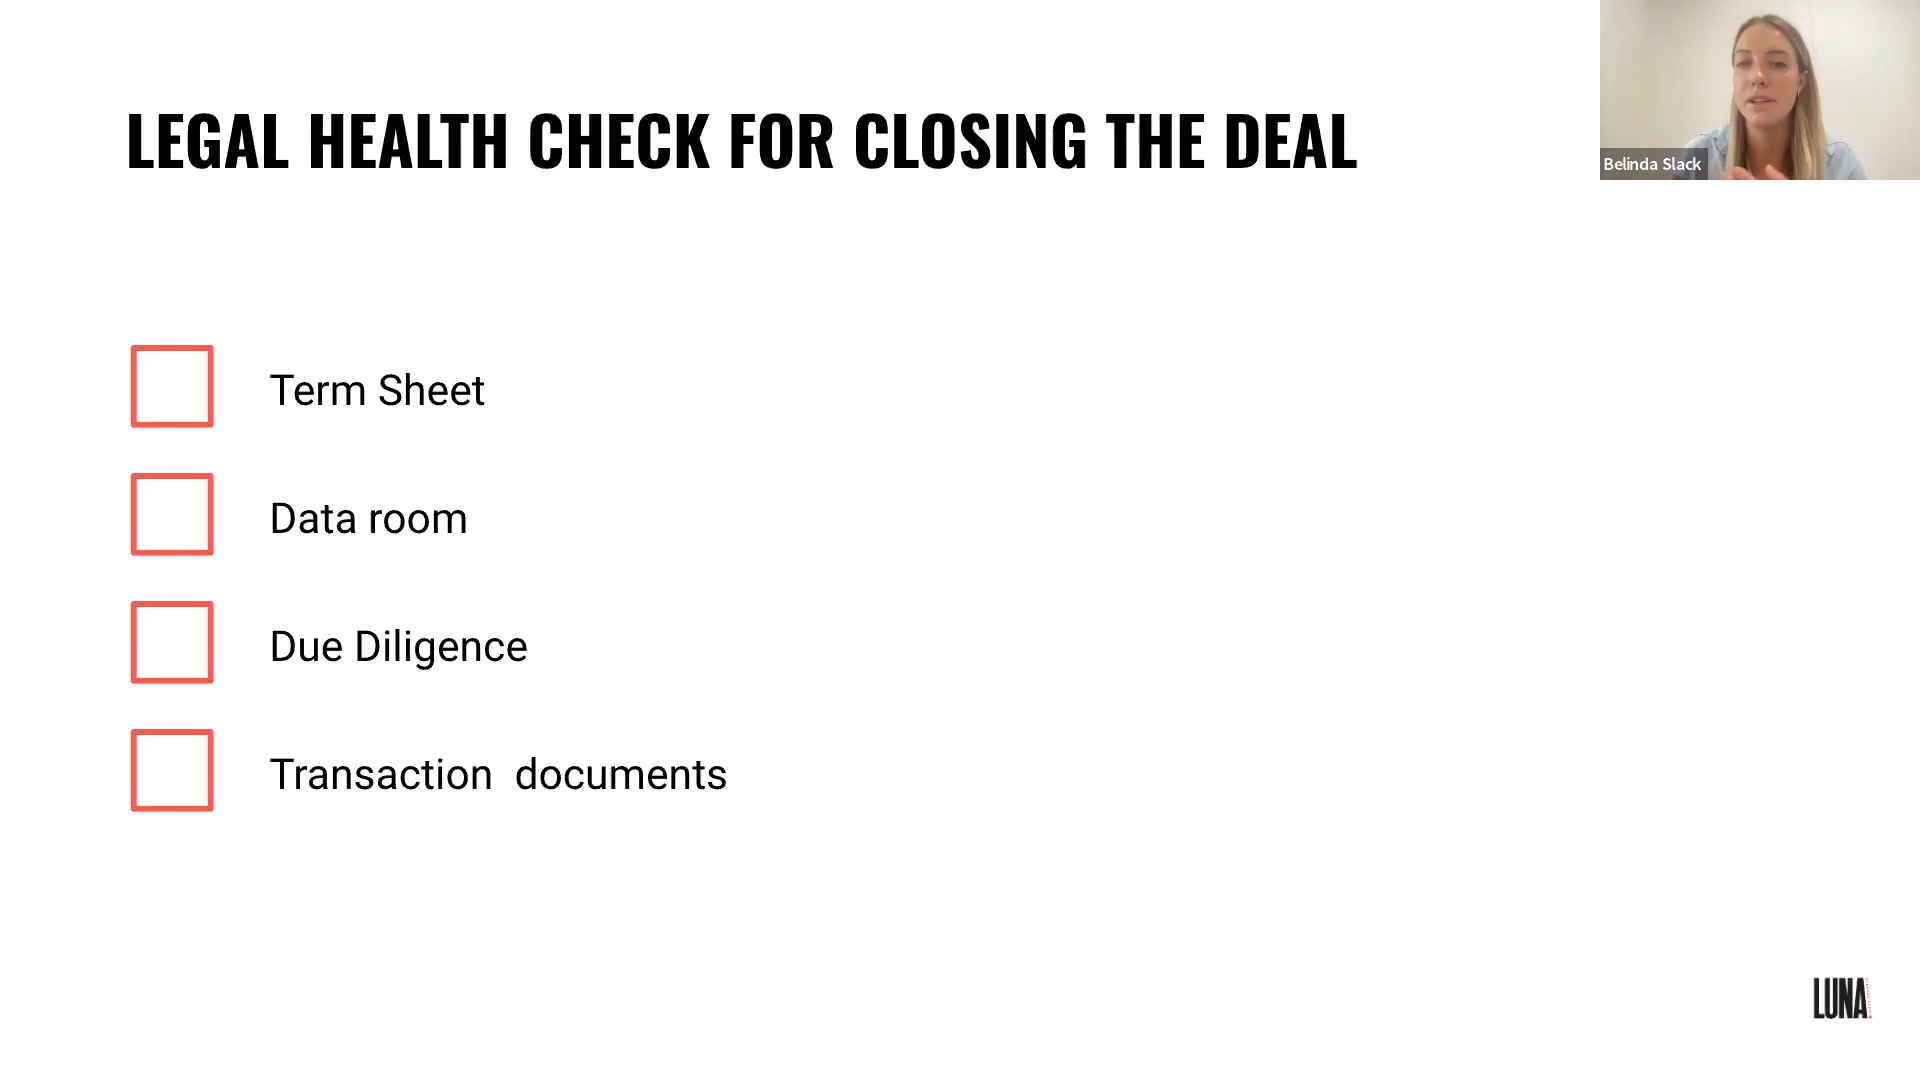 LEGAL HEALTH CHECK FOR CLOSING THE DEAL
Belinda Slack
Term Sheet
Data room
Due Diligence
Transaction  documents
LUNA